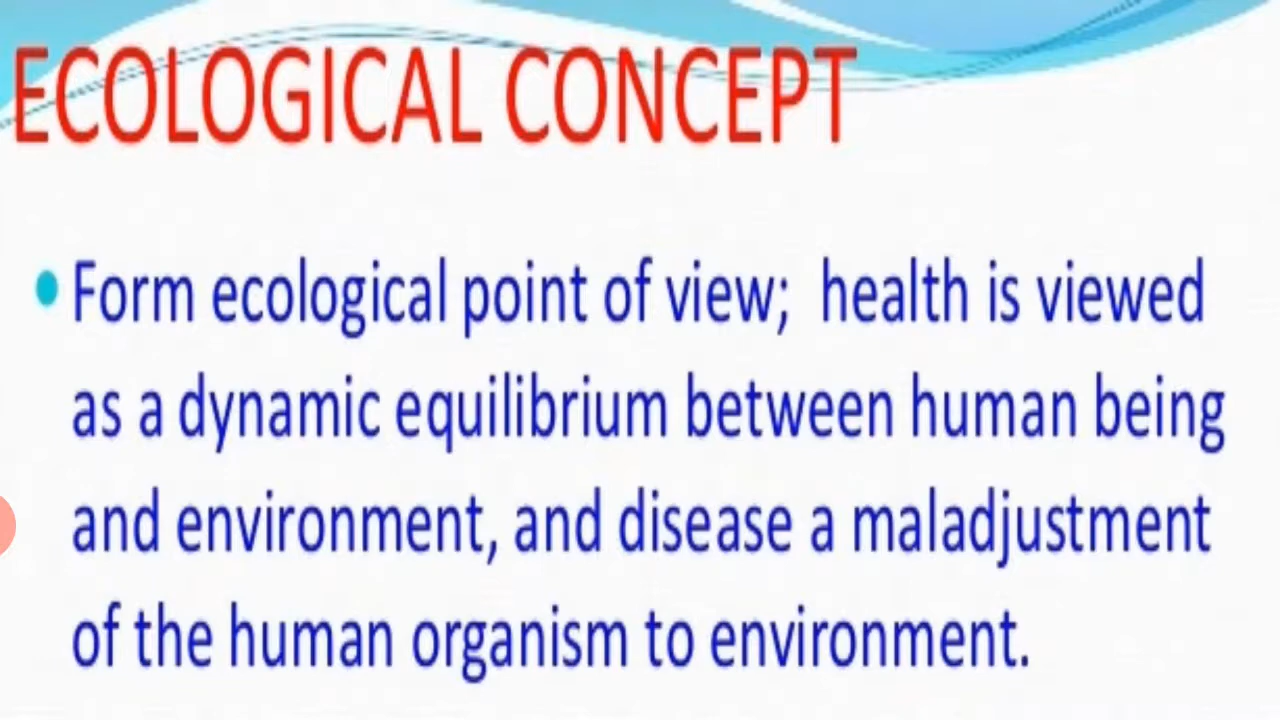 ECOLOGICAL CONCEPT
• Form ecological point of view; health is viewed
as a dynamic equilibrium between human being
and environment, and disease a maladjustment
of the human organism to environment.